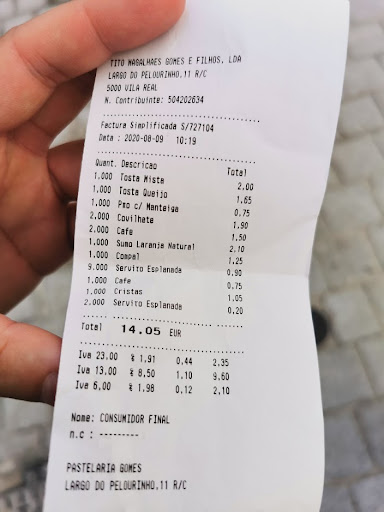 TITO MAGALHAES GOMES E FILHOS, LDA
LARGO DO PELOURINHO,11 R/C
5000 VILA REAL
N. Contribuinte: 504202634
Factura Simplificada S/727104
Data : 2020-08-09 10:19
Quant. Descricao Total
1.000 Tosta Mista 2.00
1.000 Tosta Queijo 1.65
1.000 Pmo c/ Manteiga 0.75
2.000 Covilhete 1.90
2.000 Cafe 1.50
1.000 Sumo Laranja Natural 2.10
1.000 Compal 1.25
9.000 Servito Esplanada 0.90
1.000 Cafe 0.75
1.000 Cristas 1.05
2.000 Servito Esplanada 0.20
Total 14.05 EUR
Iva 23,00 % 1,91 0.44 2.35
Iva 13,00 % 8,50 1.10 9.60
Iva 6,00 % 1,98 0.12 2,10
Nome: CONSUMIDOR FINAL
n.c : ---------
PASTELARIA GOMES
LARGO DO PELOURINHO,11 R/C